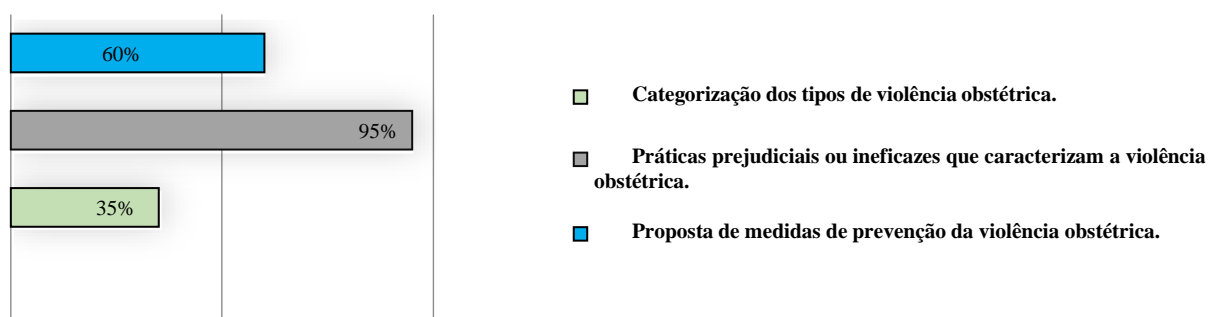 60%
95%
35%
Categorização dos tipos de violência obstétrica.
Práticas prejudiciais ou ineficazes que caracterizam a violência
obstétrica.
Proposta de medidas de prevenção da violência obstétrica.